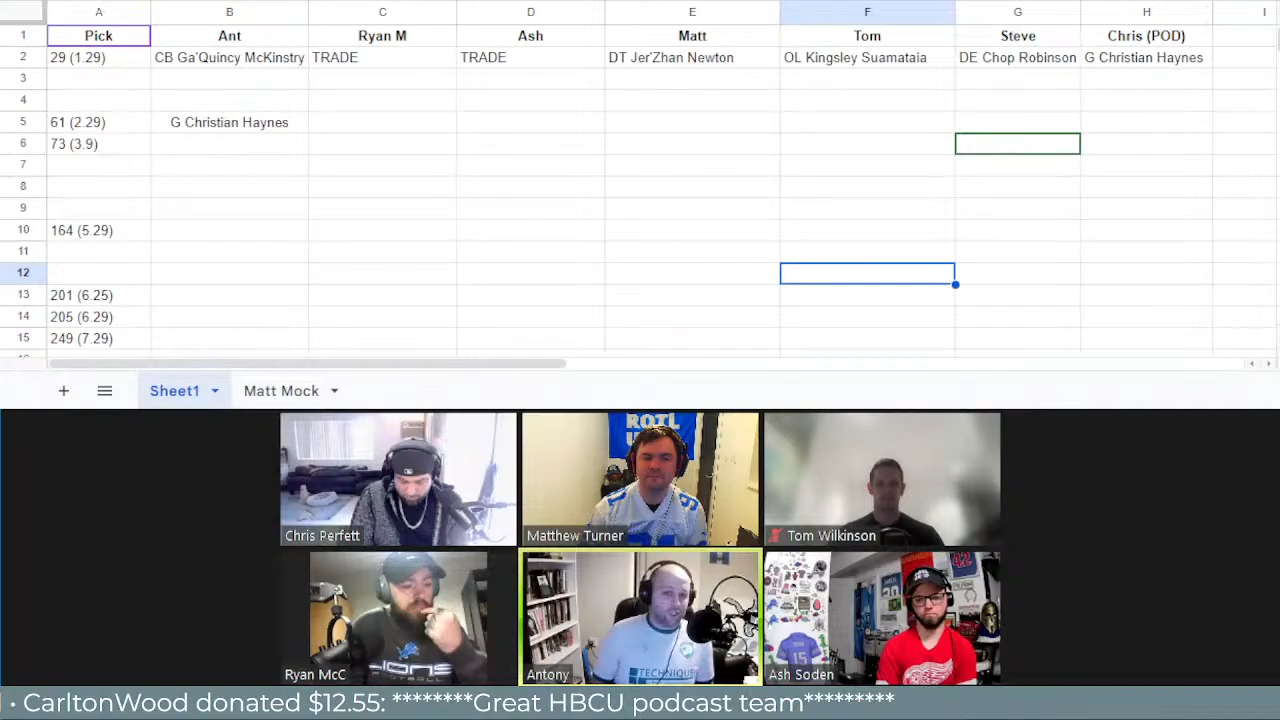 A B C D E F G H I
1 Pick Ant Ryan M Ash Matt Tom Steve Chris (POD)
2 29 (1.29) CB Ga'Quincy McKinstry TRADE TRADE DT Jer'Zhan Newton OL Kingsley Suamataia DE Chop Robinson G Christian Haynes
3
4
5 61 (2.29) G Christian Haynes
6 73 (3.9)
7
8
9
10 164 (5.29)
11
12
13 201 (6.25)
14 205 (6.29)
15 249 (7.29)
Sheet1 Matt Mock
ROTL
Chris Perfett
Matthew Turner
Tom Wilkinson
Ryan McC
TECHNIQUE
Antony
42
15
Ash Soden
· CarltonWood donated $12.55: ********Great HBCU podcast team*********